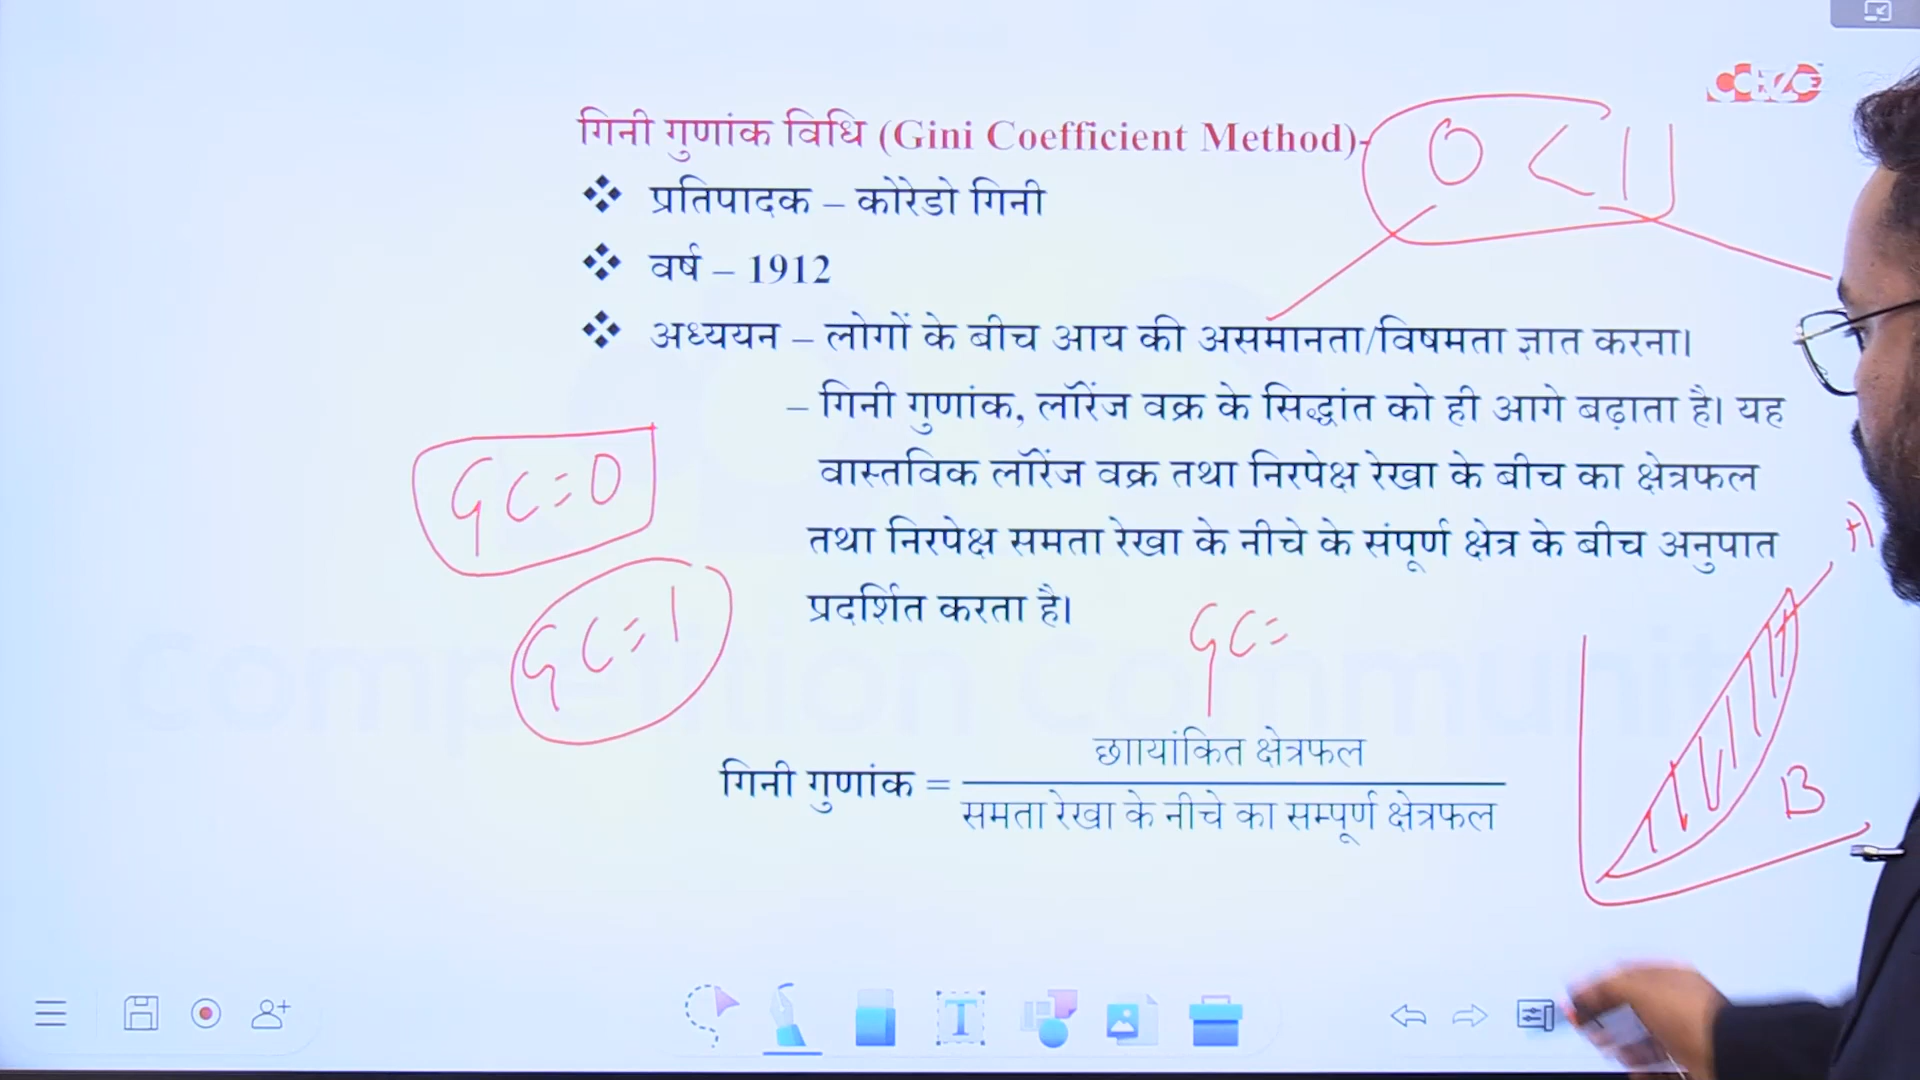 गिनी गुणांक विधि (Gini Coefficient Method)-
0 < 1
❖ प्रतिपादक – कोरेडो गिनी
❖ वर्ष – 1912
❖ अध्ययन – लोगों के बीच आय की असमानता/विषमता ज्ञात करना।
– गिनी गुणांक, लॉरेंज वक्र के सिद्धांत को ही आगे बढ़ाता है। यह
वास्तविक लॉरेंज वक्र तथा निरपेक्ष रेखा के बीच का क्षेत्रफल
तथा निरपेक्ष समता रेखा के नीचे के संपूर्ण क्षेत्र के बीच अनुपात
प्रदर्शित करता है।
GC=0
GC=1
GC=
A
B
छाायांकित क्षेत्रफल
गिनी गुणांक =
समता रेखा के नीचे का सम्पूर्ण क्षेत्रफल
Competition Communit